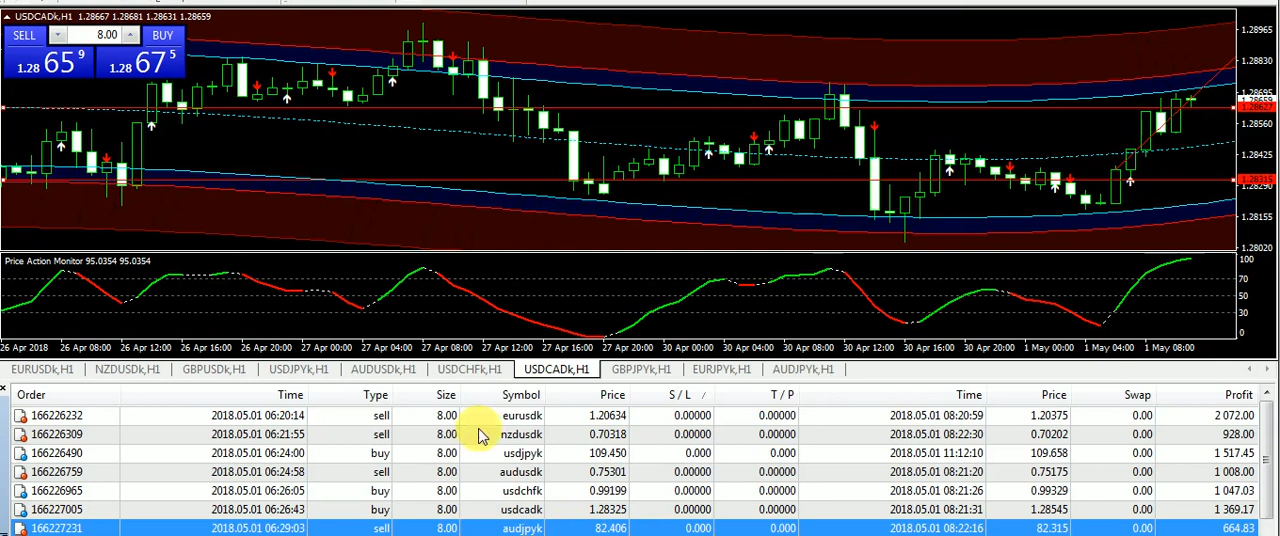 USDCADk,H1 1.28667 1.28681 1.28631 1.28659
SELL 8.00 BUY
1.28 65 9 1.28 67 5
1.28965
1.28830
1.28695
1.28659
1.28627
1.28560
1.28425
1.28315
1.28290
1.28155
1.28020
Price Action Monitor 95.0354 95.0354
100
70
50
30
0
26 Apr 2018 26 Apr 08:00 26 Apr 12:00 26 Apr 16:00 26 Apr 20:00 27 Apr 00:00 27 Apr 04:00 27 Apr 08:00 27 Apr 12:00 27 Apr 16:00 27 Apr 20:00 30 Apr 00:00 30 Apr 04:00 30 Apr 08:00 30 Apr 12:00 30 Apr 16:00 30 Apr 20:00 1 May 00:00 1 May 04:00 1 May 08:00
EURUSDk,H1 NZDUSDk,H1 GBPUSDk,H1 USDJPYk,H1 AUDUSDk,H1 USDCHFk,H1 USDCADk,H1 GBPJPYk,H1 EURJPYk,H1 AUDJPYk,H1
Order Time Type Size Symbol Price S / L / T / P Time Price Swap Profit
166226232 2018.05.01 06:20:14 sell 8.00 eurusdk 1.20634 0.00000 0.00000 2018.05.01 08:20:59 1.20375 0.00 2 072.00
166226309 2018.05.01 06:21:55 sell 8.00 nzdusdk 0.70318 0.00000 0.00000 2018.05.01 08:22:30 0.70202 0.00 928.00
166226490 2018.05.01 06:24:00 buy 8.00 usdjpyk 109.450 0.000 0.000 2018.05.01 11:12:10 109.658 0.00 1 517.45
166226759 2018.05.01 06:24:58 sell 8.00 audusdk 0.75301 0.00000 0.00000 2018.05.01 08:21:20 0.75175 0.00 1 008.00
166226965 2018.05.01 06:26:05 buy 8.00 usdchfk 0.99199 0.00000 0.00000 2018.05.01 08:21:26 0.99329 0.00 1 047.03
166227005 2018.05.01 06:26:43 buy 8.00 usdcadk 1.28325 0.00000 0.00000 2018.05.01 08:21:31 1.28545 0.00 1 369.17
166227231 2018.05.01 06:29:03 sell 8.00 audjpyk 82.406 0.000 0.000 2018.05.01 08:22:16 82.315 0.00 664.83